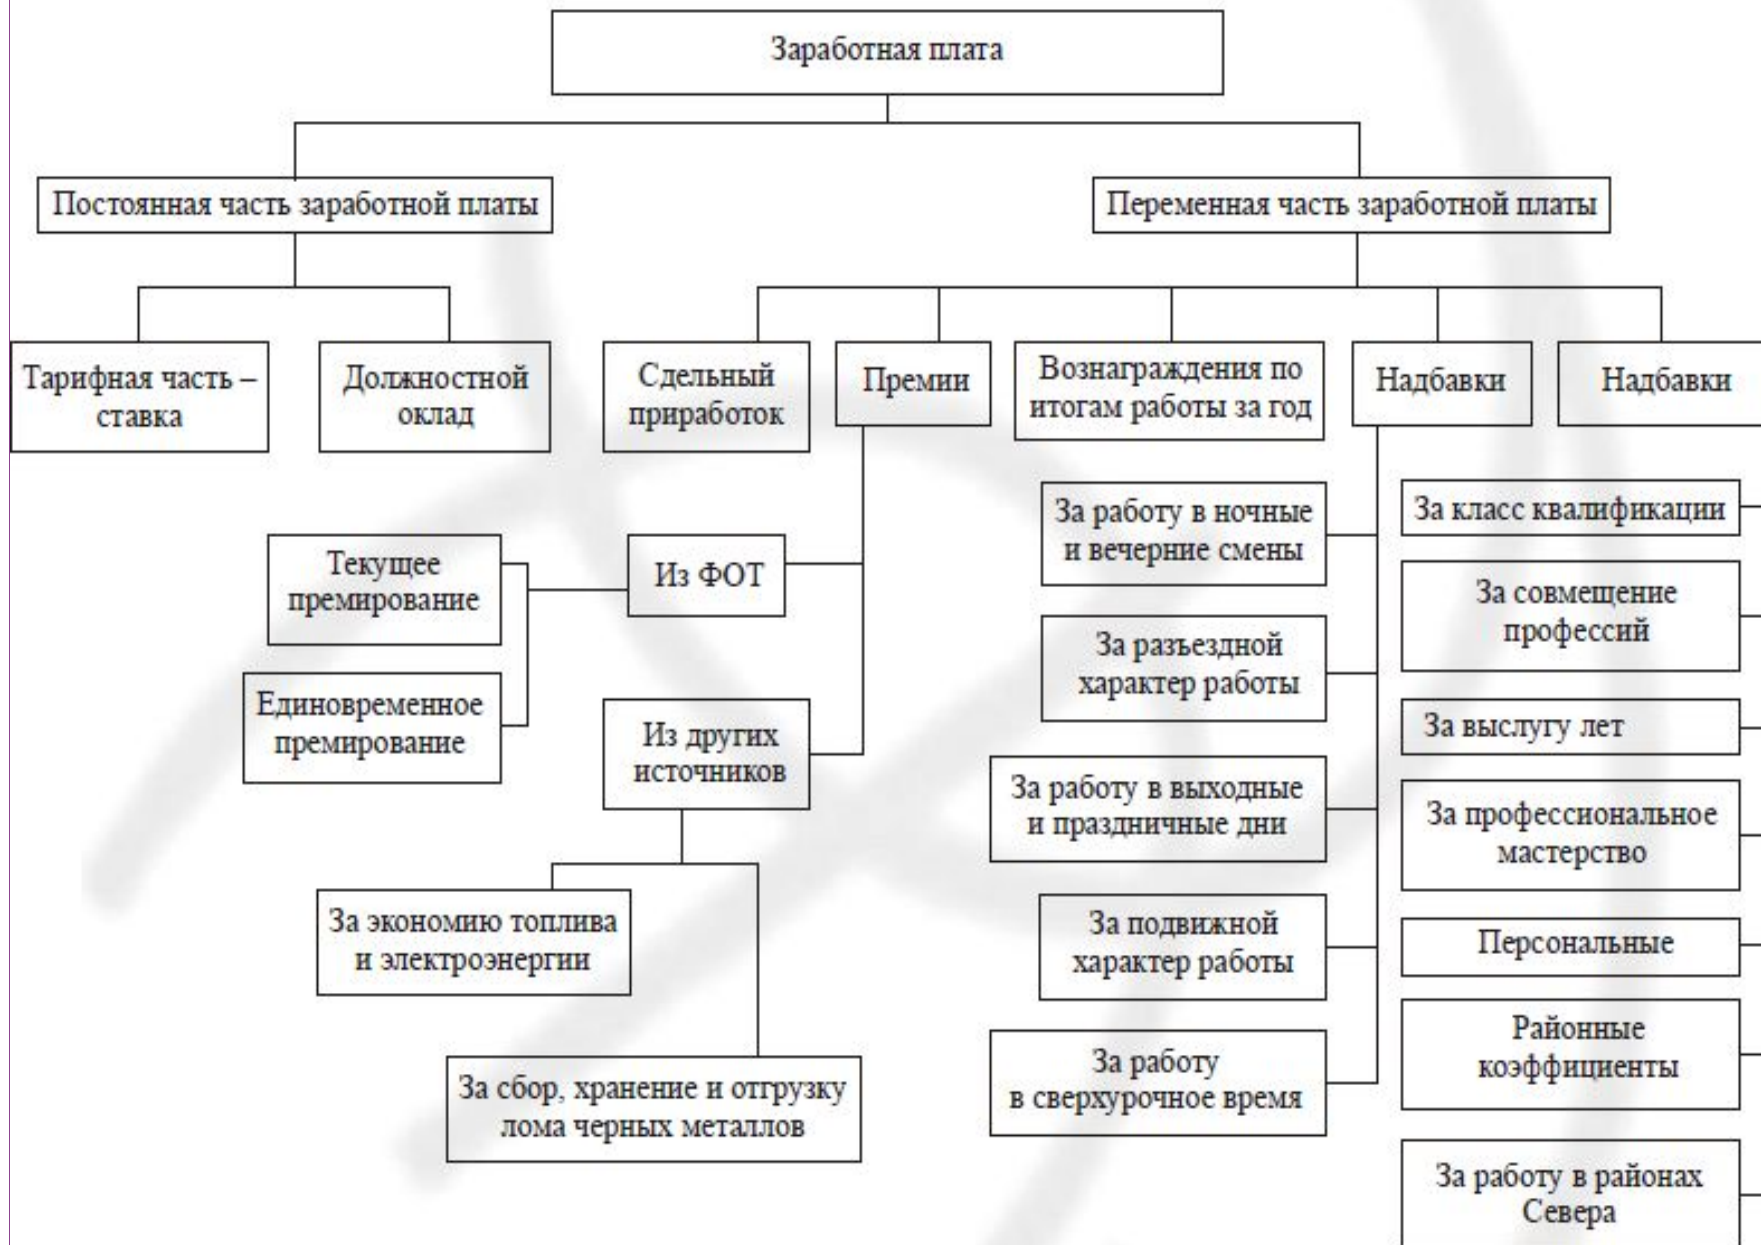 Заработная плата
Постоянная часть заработной платы
Переменная часть заработной платы
Тарифная часть –
ставка
Должностной
оклад
Сдельный
приработок
Премии
Вознаграждения по
итогам работы за год
Надбавки
Надбавки
Из ФОТ
Текущее
премирование
Единовременное
премирование
Из других
источников
За экономию топлива
и электроэнергии
За сбор, хранение и отгрузку
лома черных металлов
За работу в ночные
и вечерние смены
За разъездной
характер работы
За работу в выходные
и праздничные дни
За подвижной
характер работы
За работу
в сверхурочное время
За класс квалификации
За совмещение
профессий
За выслугу лет
За профессиональное
мастерство
Персональные
Районные
коэффициенты
За работу в районах
Севера